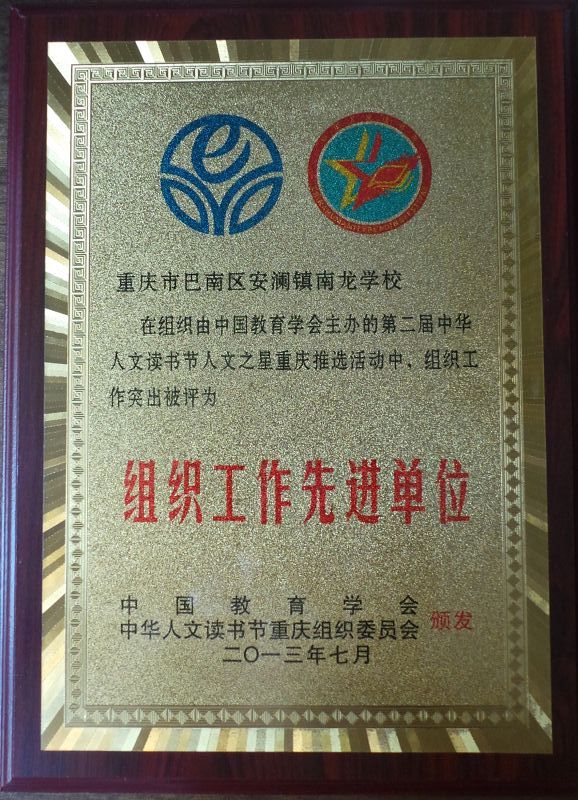 重庆市巴南区安澜镇南龙学校
在组织由中国教育学会主办的第二届中华
人文读书节人文之星重庆推选活动中、组织工
作突出被评为
组织工作先进单位
中国教育学会
中华人文读书节重庆组织委员会
颁发
二〇一三年七月